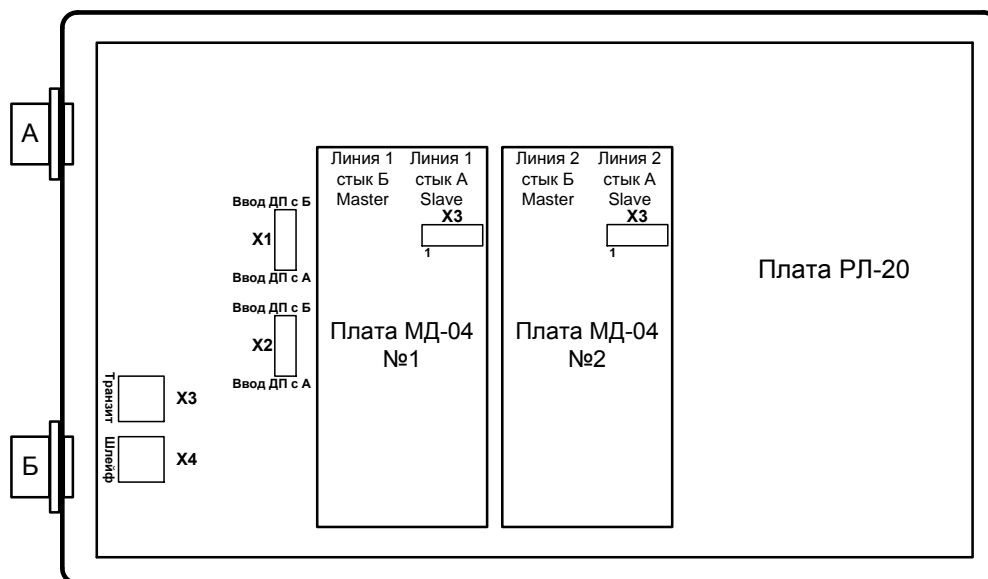 А
Линия 1 Линия 1
стык Б стык А
Master Slave
X3
1
Линия 2 Линия 2
стык Б стык А
Master Slave
X3
1
Ввод ДП с Б
X1
Ввод ДП с А
Ввод ДП с Б
X2
Ввод ДП с А
Плата МД-04
№1
Плата МД-04
№2
Плата РЛ-20
Транзит
X3
Шлейф
X4
Б